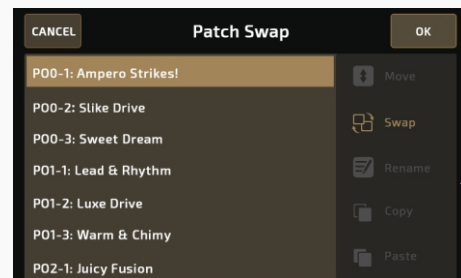 CANCEL
Patch Swap
OK
P00-1: Ampero Strikes!
P00-2: Slike Drive
P00-3: Sweet Dream
P01-1: Lead & Rhythm
P01-2: Luxe Drive
P01-3: Warm & Chimy
P02-1: Juicy Fusion
Move
Swap
Rename
Copy
Paste